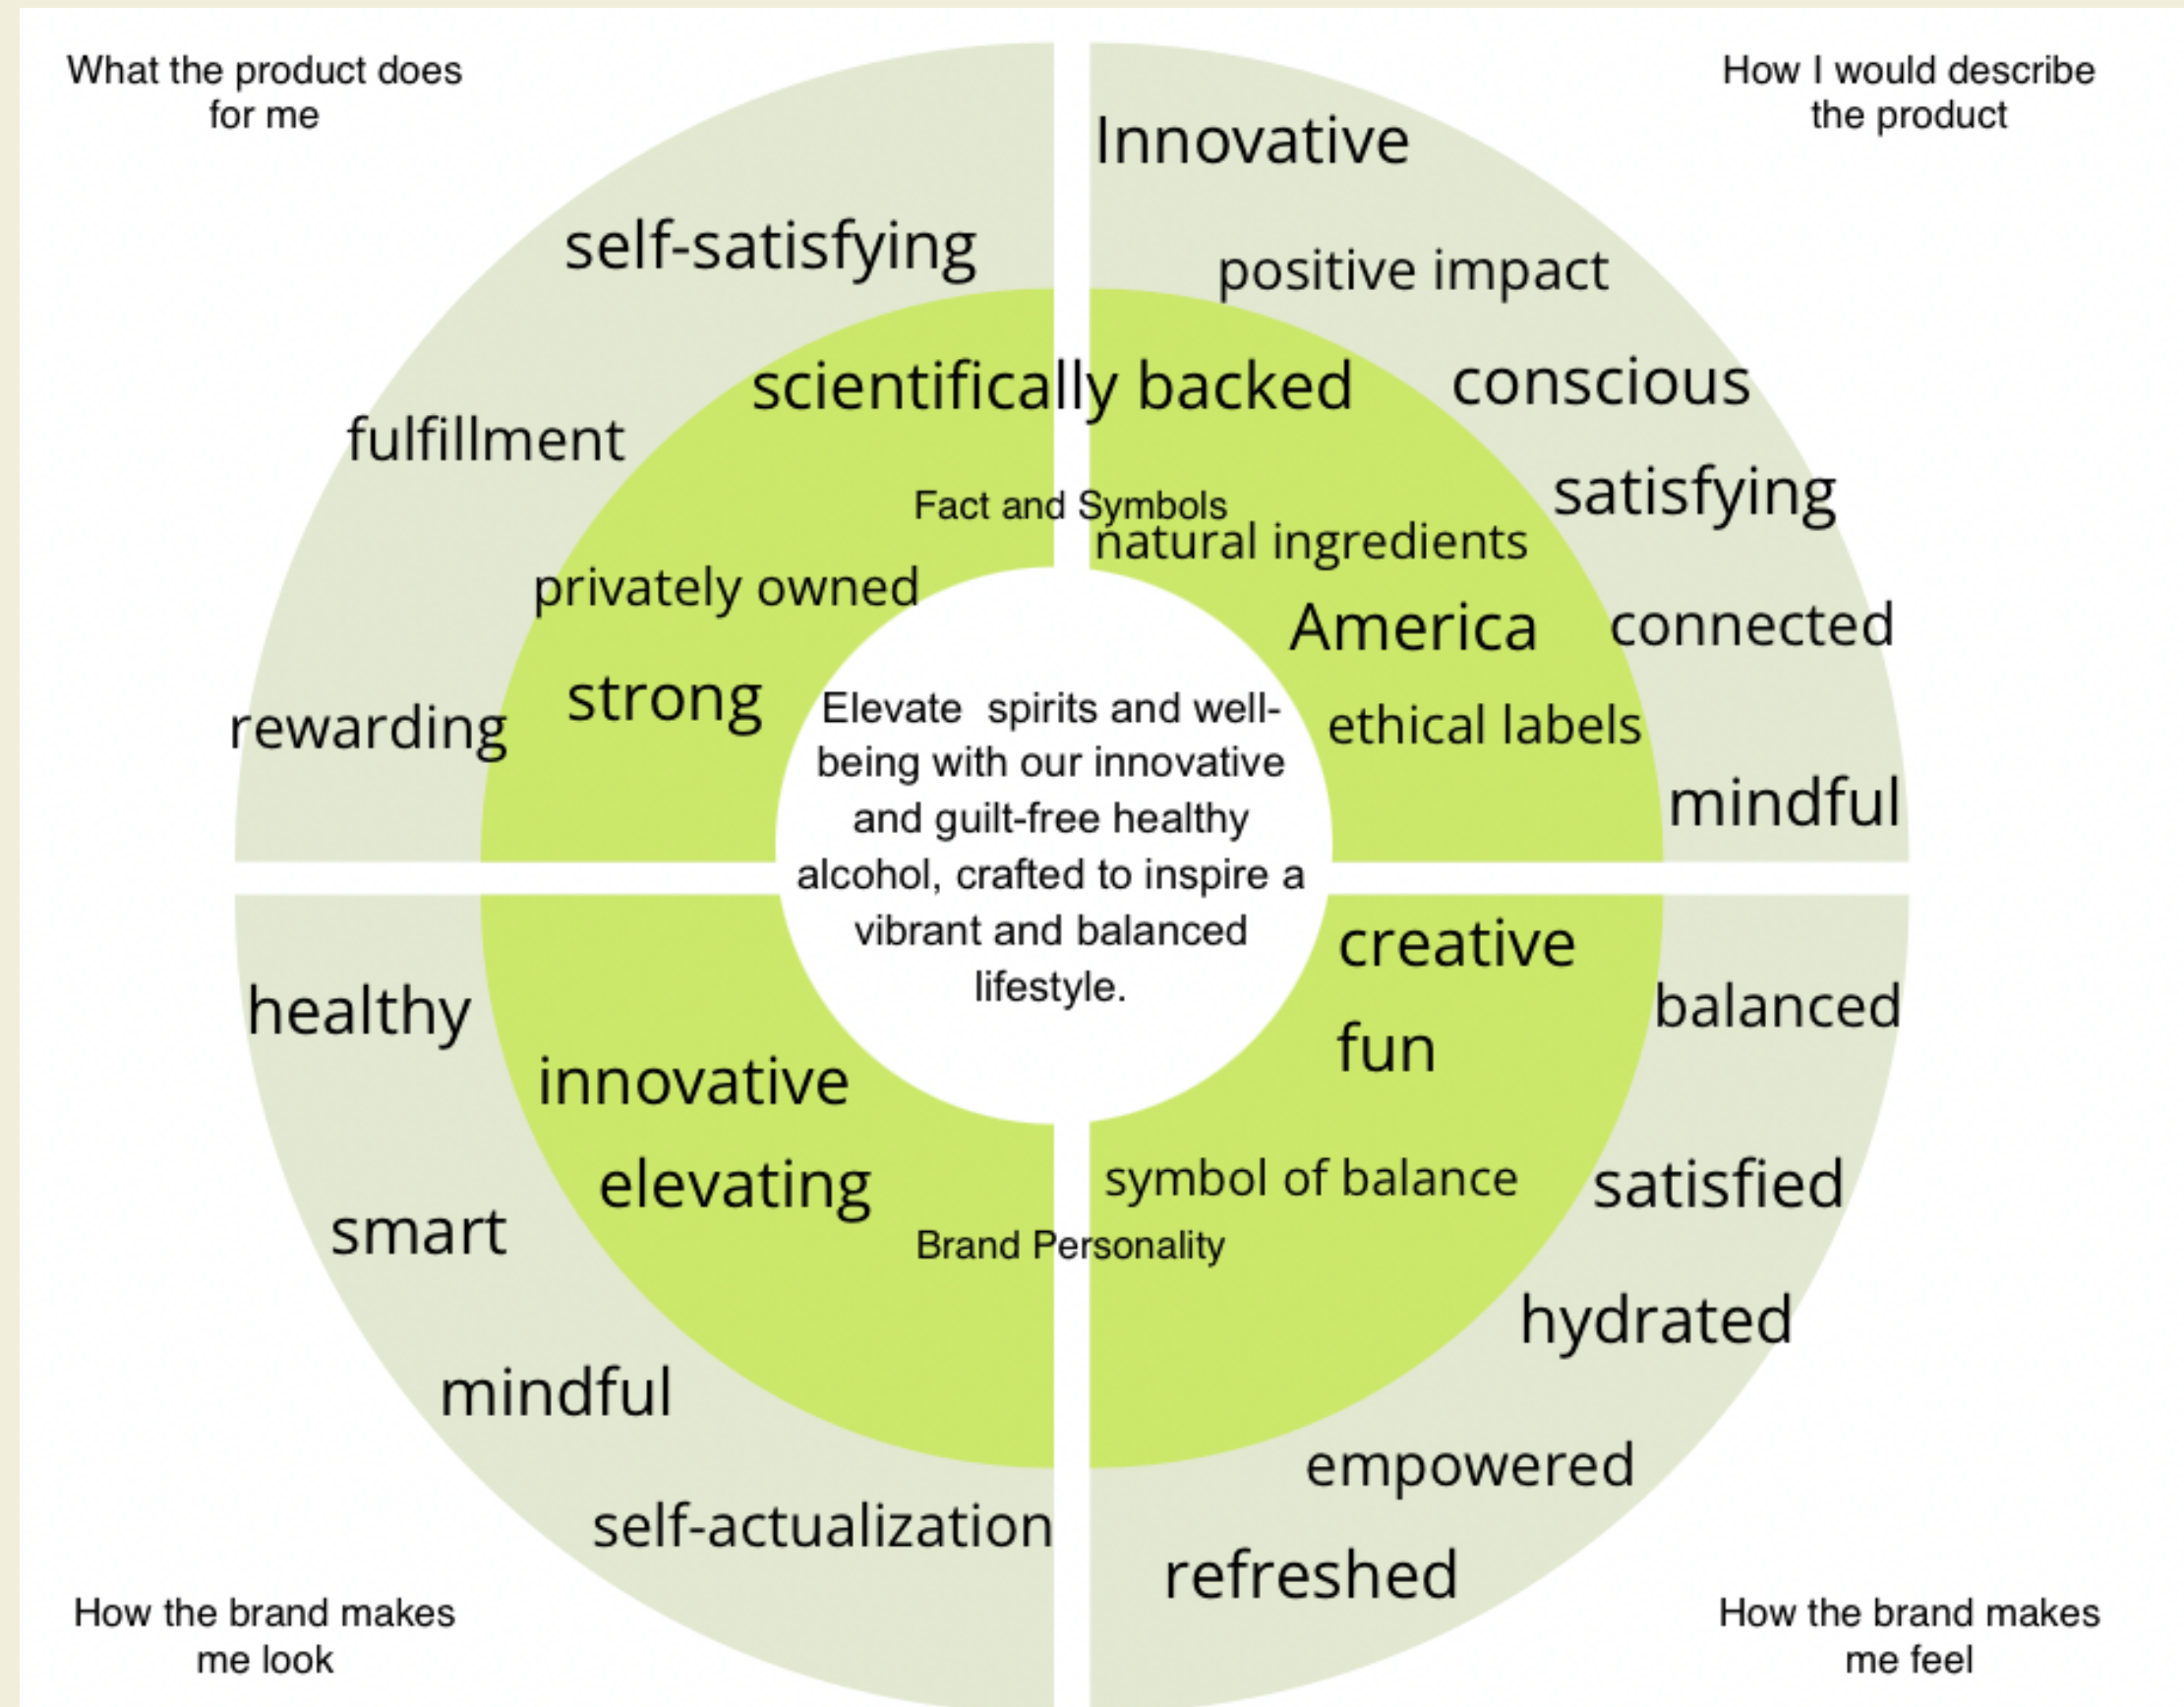 What the product does
for me
How I would describe
the product
self-satisfying
fulfillment
rewarding
Innovative
positive impact
conscious
satisfying
connected
mindful
scientifically backed
Fact and Symbols
privately owned
strong
natural ingredients
America
ethical labels
Elevate spirits and well-
being with our innovative
and guilt-free healthy
alcohol, crafted to inspire a
vibrant and balanced
lifestyle.
innovative
elevating
creative
fun
symbol of balance
Brand Personality
healthy
smart
mindful
self-actualization
balanced
satisfied
hydrated
empowered
refreshed
How the brand makes
me look
How the brand makes
me feel